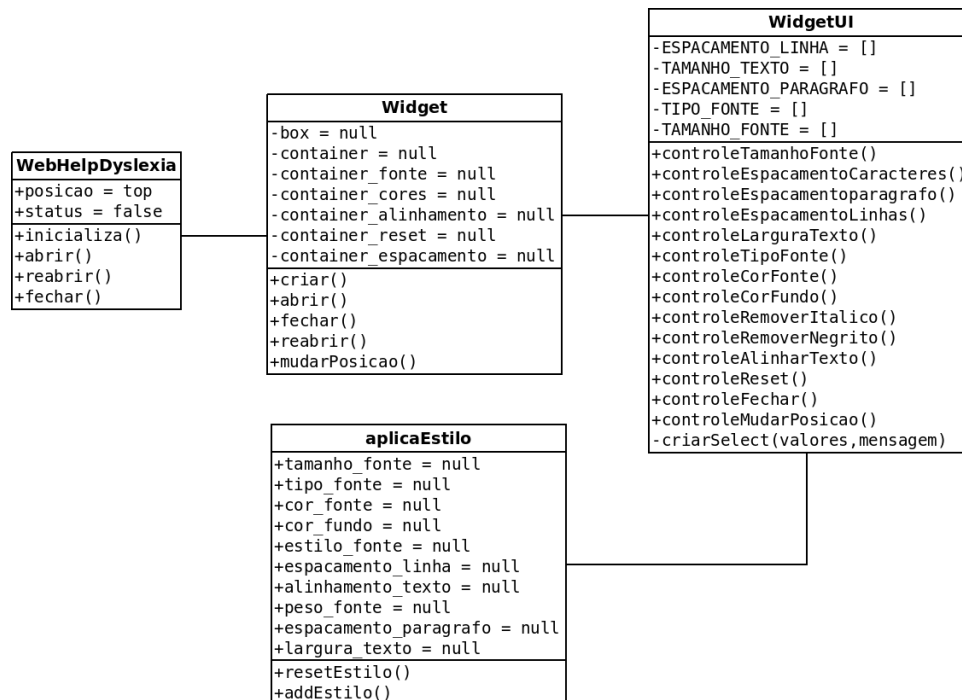 WebHelpDyslexia
+posicao = top
+status = false
+inicializa()
+abrir()
+reabrir()
+fechar()
Widget
-box = null
-container = null
-container_fonte = null
-container_cores = null
-container_alinhamento = null
-container_reset = null
-container_espacamento = null
+criar()
+abrir()
+fechar()
+reabrir()
+mudarPosicao()
WidgetUI
-ESPACAMENTO_LINHA = []
-TAMANHO_TEXTO = []
-ESPACAMENTO_PARAGRAFO = []
-TIPO_FONTE = []
-TAMANHO_FONTE = []
+controleTamanhoFonte()
+controleEspacamentoCaracteres()
+controleEspacamentoparagrafo()
+controleEspacamentoLinhas()
+controleLarguraTexto()
+controleTipoFonte()
+controleCorFonte()
+controleCorFundo()
+controleRemoverItalico()
+controleRemoverNegrito()
+controleAlinharTexto()
+controleReset()
+controleFechar()
+controleMudarPosicao()
-criarSelect(valores,mensagem)
aplicaEstilo
+tamanho_fonte = null
+tipo_fonte = null
+cor_fonte = null
+cor_fundo = null
+estilo_fonte = null
+espacamento_linha = null
+alinhamento_texto = null
+peso_fonte = null
+espacamento_paragrafo = null
+largura_texto = null
+resetEstilo()
+addEstilo()